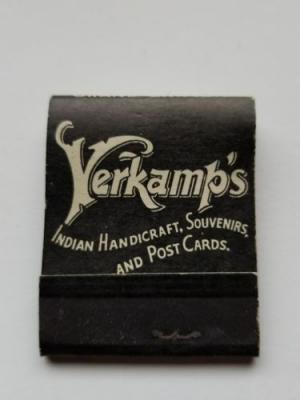 Verkamp's
Indian Handicraft, Souvenirs,
and Post Cards.